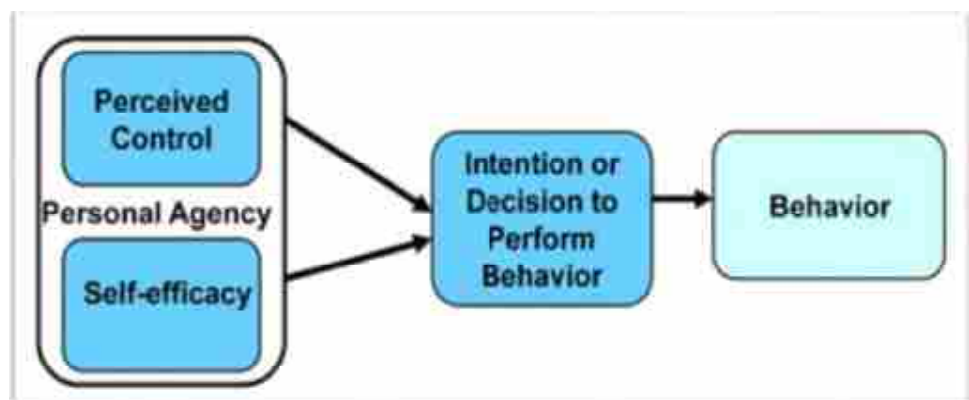 Perceived
Control
Personal Agency
Self-efficacy
Intention or
Decision to
Perform
Behavior
Behavior